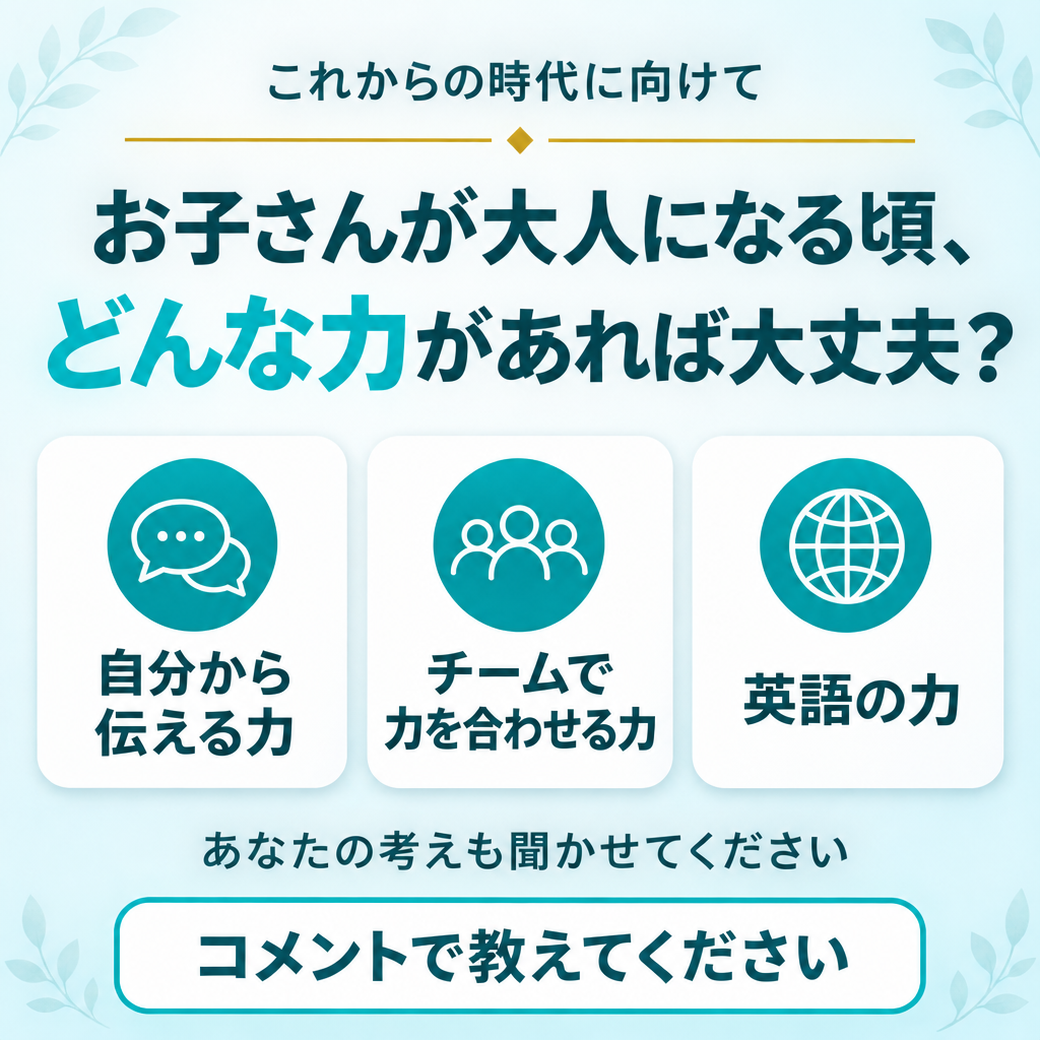 これからの時代に向けて
お子さんが大人になる頃、
どんな力があれば大丈夫？
自分から
伝える力
チームで
力を合わせる力
英語の力
あなたの考えも聞かせてください
コメントで教えてください